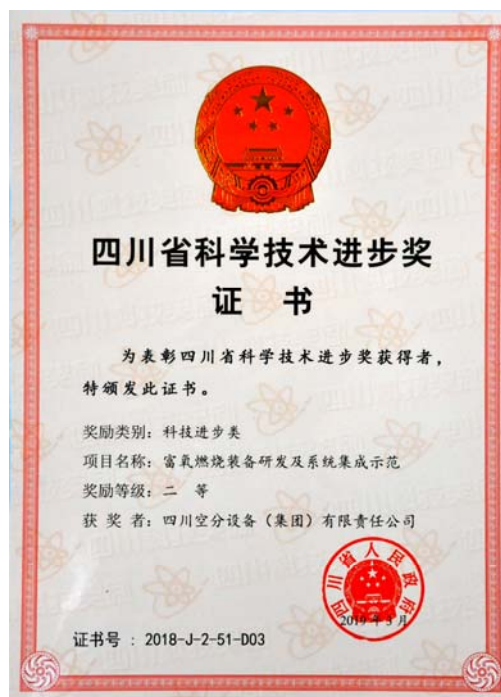 四川省科学技术进步奖
证 书
为表彰四川省科学技术进步奖获得者，
特颁发此证书。
奖励类别：科技进步类
项目名称：富氧燃烧装备研发及系统集成示范
奖励等级：二 等
获 奖 者：四川空分设备（集团）有限责任公司
四川省人民政府
2019年3月
证书号 ：2018-J-2-51-D03